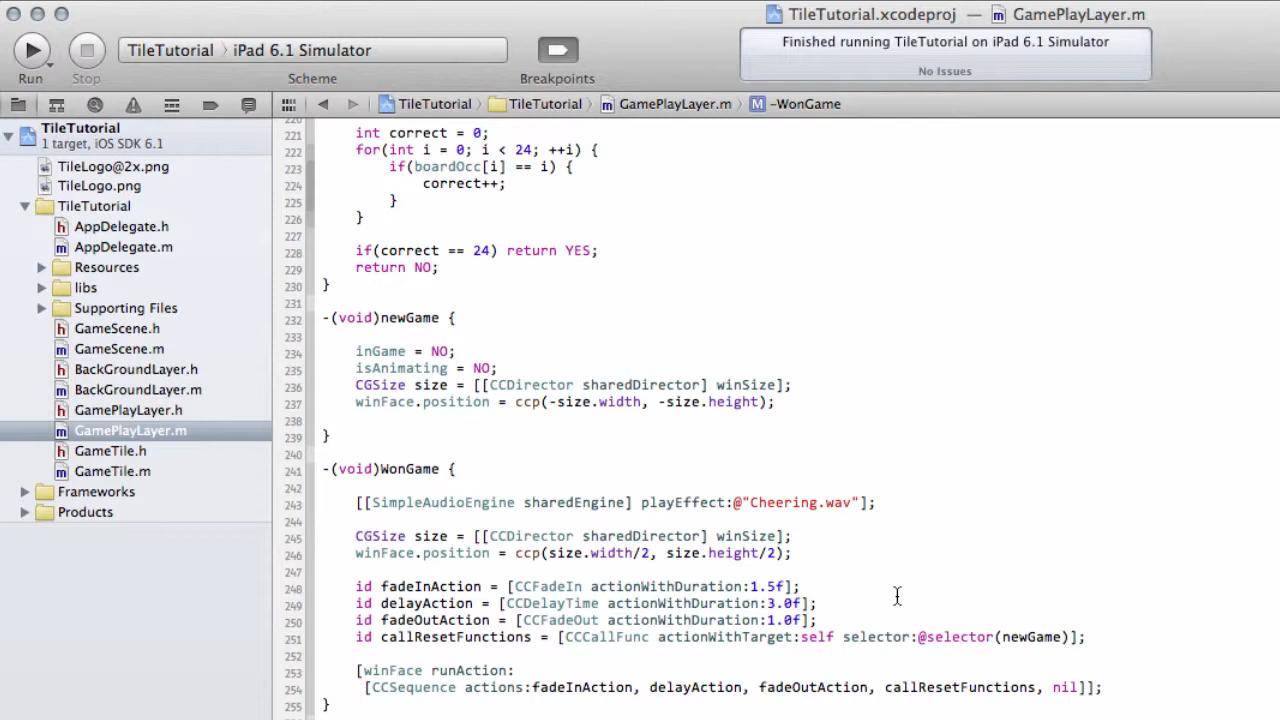 TileTutorial.xcodeproj — GamePlayLayer.m
TileTutorial › iPad 6.1 Simulator
Finished running TileTutorial on iPad 6.1 Simulator
No Issues
Run Stop Scheme Breakpoints
TileTutorial TileTutorial GamePlayLayer.m M -WonGame
TileTutorial
1 target, iOS SDK 6.1
TileLogo@2x.png
TileLogo.png
TileTutorial
h AppDelegate.h
m AppDelegate.m
Resources
libs
Supporting Files
h GameScene.h
m GameScene.m
h BackGroundLayer.h
m BackGroundLayer.m
h GamePlayLayer.h
m GamePlayLayer.m
h GameTile.h
m GameTile.m
Frameworks
Products
220
221 int correct = 0;
222 for(int i = 0; i < 24; ++i) {
223 if(boardOcc[i] == i) {
224 correct++;
225 }
226 }
227
228 if(correct == 24) return YES;
229 return NO;
230 }
231
232 -(void)newGame {
233
234 inGame = NO;
235 isAnimating = NO;
236 CGSize size = [[CCDirector sharedDirector] winSize];
237 winFace.position = ccp(-size.width, -size.height);
238
239 }
240
241 -(void)WonGame {
242
243 [[SimpleAudioEngine sharedEngine] playEffect:@"Cheering.wav"];
244
245 CGSize size = [[CCDirector sharedDirector] winSize];
246 winFace.position = ccp(size.width/2, size.height/2);
247
248 id fadeInAction = [CCFadeIn actionWithDuration:1.5f];
249 id delayAction = [CCDelayTime actionWithDuration:3.0f];
250 id fadeOutAction = [CCFadeOut actionWithDuration:1.0f];
251 id callResetFunctions = [CCCallFunc actionWithTarget:self selector:@selector(newGame)];
252
253 [winFace runAction:
254 [CCSequence actions:fadeInAction, delayAction, fadeOutAction, callResetFunctions, nil]];
255 }